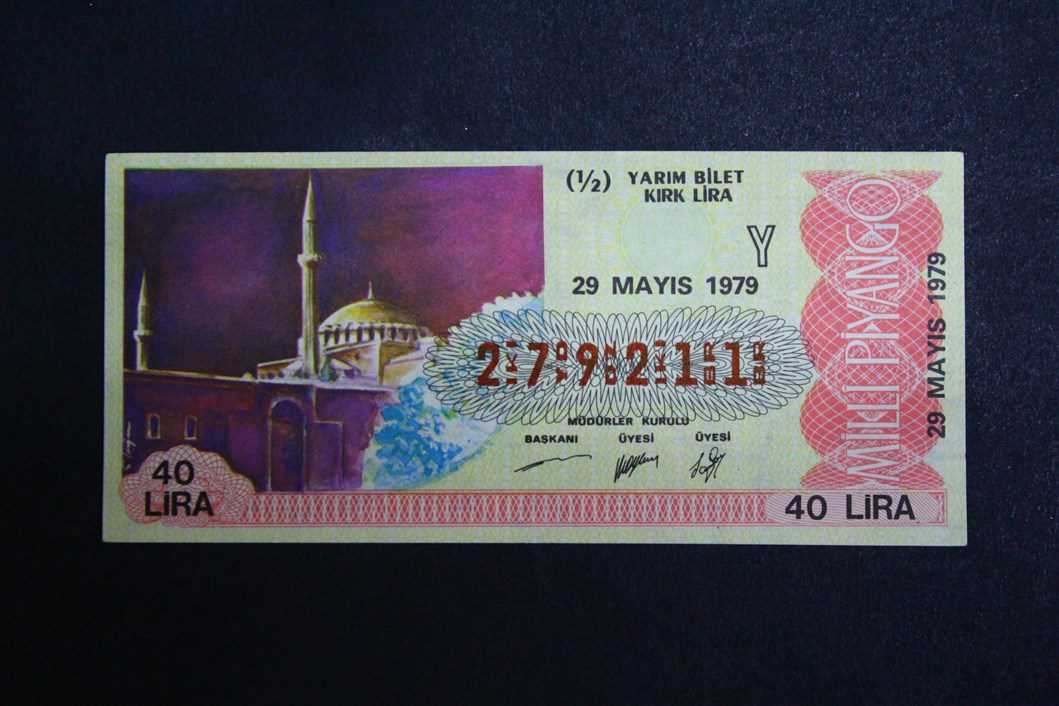 (½) YARIM BİLET
KIRK LİRA
Y
29 MAYIS 1979
279211
MÜDÜRLER KURULU
BAŞKANI ÜYESİ ÜYESİ
40
LİRA
40 LİRA
MİLLİ PİYANGO
29 MAYIS 1979